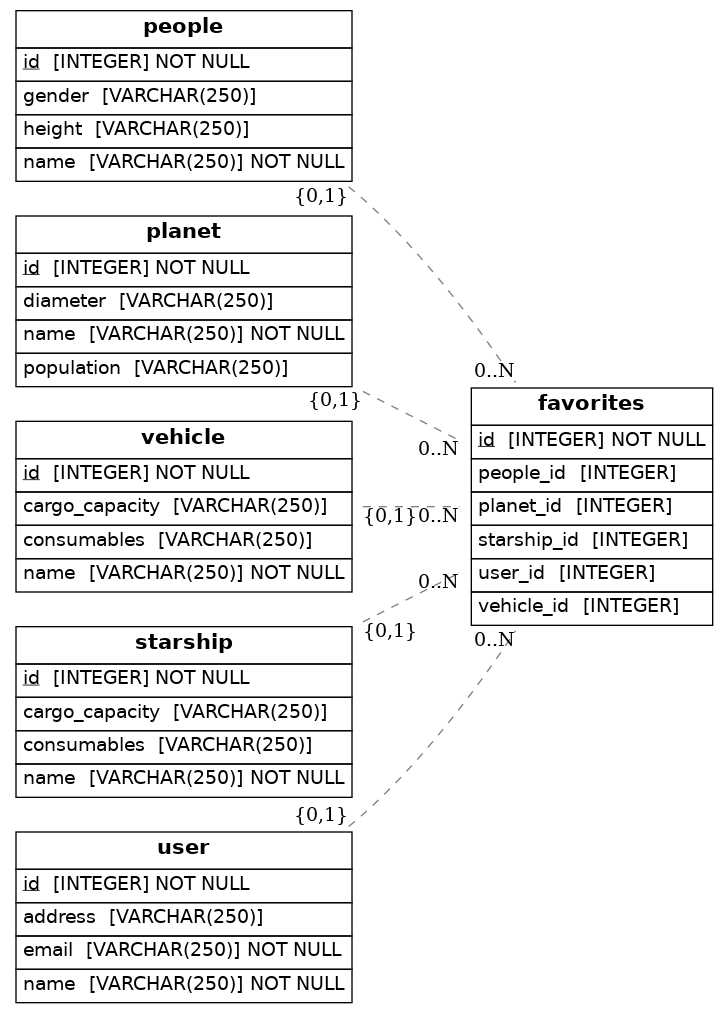 people
id [INTEGER] NOT NULL
gender [VARCHAR(250)]
height [VARCHAR(250)]
name [VARCHAR(250)] NOT NULL
{0,1}
planet
id [INTEGER] NOT NULL
diameter [VARCHAR(250)]
name [VARCHAR(250)] NOT NULL
population [VARCHAR(250)]
{0,1}
vehicle
id [INTEGER] NOT NULL
cargo_capacity [VARCHAR(250)]
consumables [VARCHAR(250)]
name [VARCHAR(250)] NOT NULL
{0,1}
starship
id [INTEGER] NOT NULL
cargo_capacity [VARCHAR(250)]
consumables [VARCHAR(250)]
name [VARCHAR(250)] NOT NULL
{0,1}
{0,1}
user
id [INTEGER] NOT NULL
address [VARCHAR(250)]
email [VARCHAR(250)] NOT NULL
name [VARCHAR(250)] NOT NULL
0..N
0..N
0..N
0..N
0..N
favorites
id [INTEGER] NOT NULL
people_id [INTEGER]
planet_id [INTEGER]
starship_id [INTEGER]
user_id [INTEGER]
vehicle_id [INTEGER]